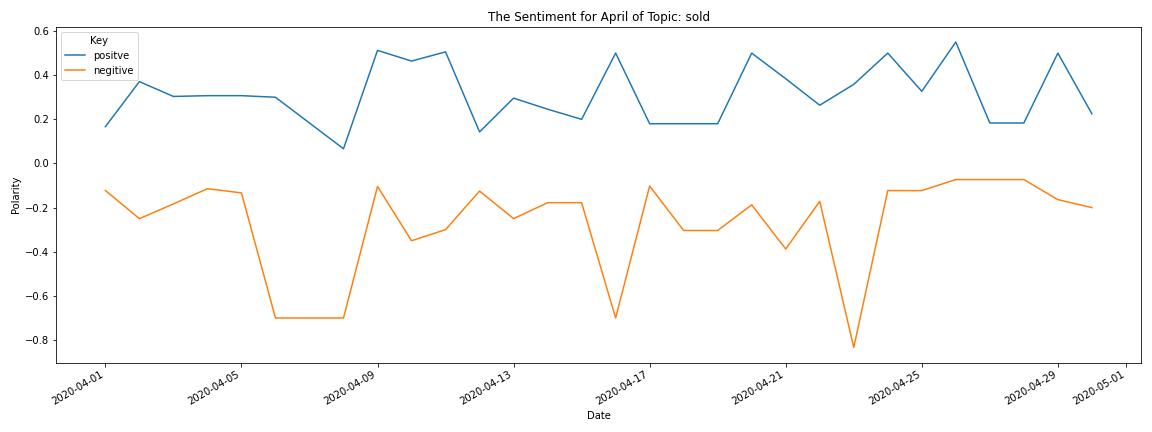 The Sentiment for April of Topic: sold
Key
positve
negitive
0.6
0.4
0.2
0.0
−0.2
−0.4
−0.6
−0.8
Polarity
2020-04-01
2020-04-05
2020-04-09
2020-04-13
2020-04-17
2020-04-21
2020-04-25
2020-04-29
2020-05-01
Date